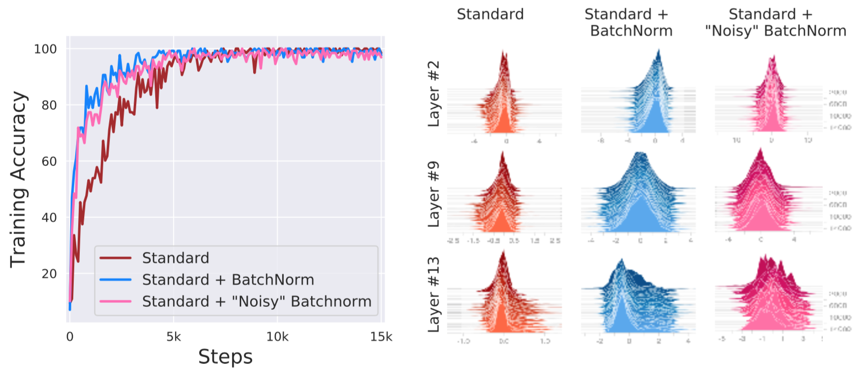 Training Accuracy
100
80
60
40
20
0
5k
10k
15k
Steps
Standard
Standard + BatchNorm
Standard + "Noisy" Batchnorm
Standard
Standard +
BatchNorm
Standard +
"Noisy" BatchNorm
Layer #2
-4
0
4
-8
0
-10
0
10
Layer #9
-2.5
-1.5
-0.5
0.5
1.5
2.5
-4
-2
0
2
4
-4
0
4
Layer #13
-1.0
0.0
1.0
-2
0
2
4
-5
-3
-1
1
3
5